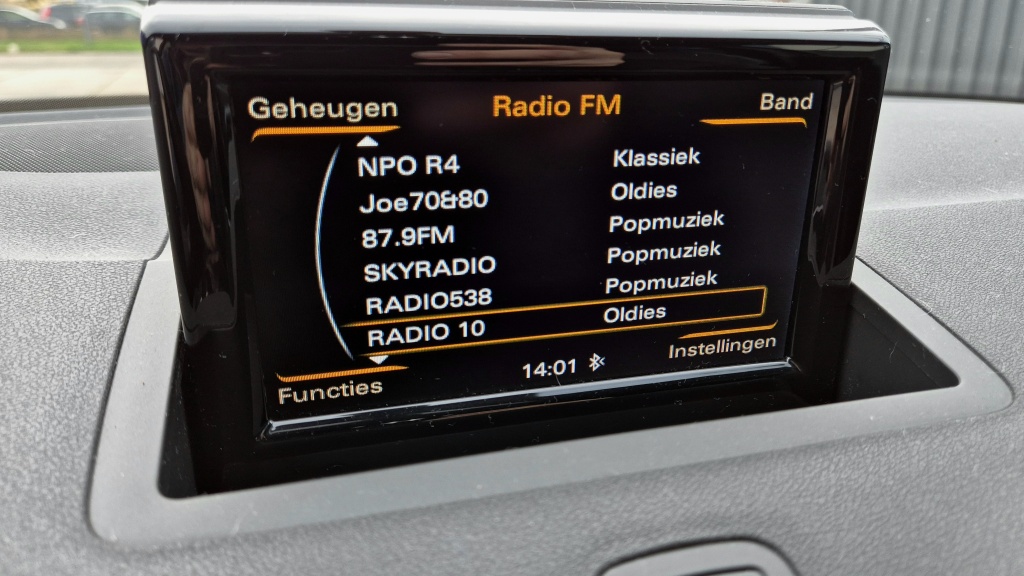 Geheugen Radio FM Band
NPO R4 Klassiek
Joe70&80 Oldies
87.9FM Popmuziek
SKYRADIO Popmuziek
RADIO538 Popmuziek
RADIO 10 Oldies
Functies 14:01 Instellingen